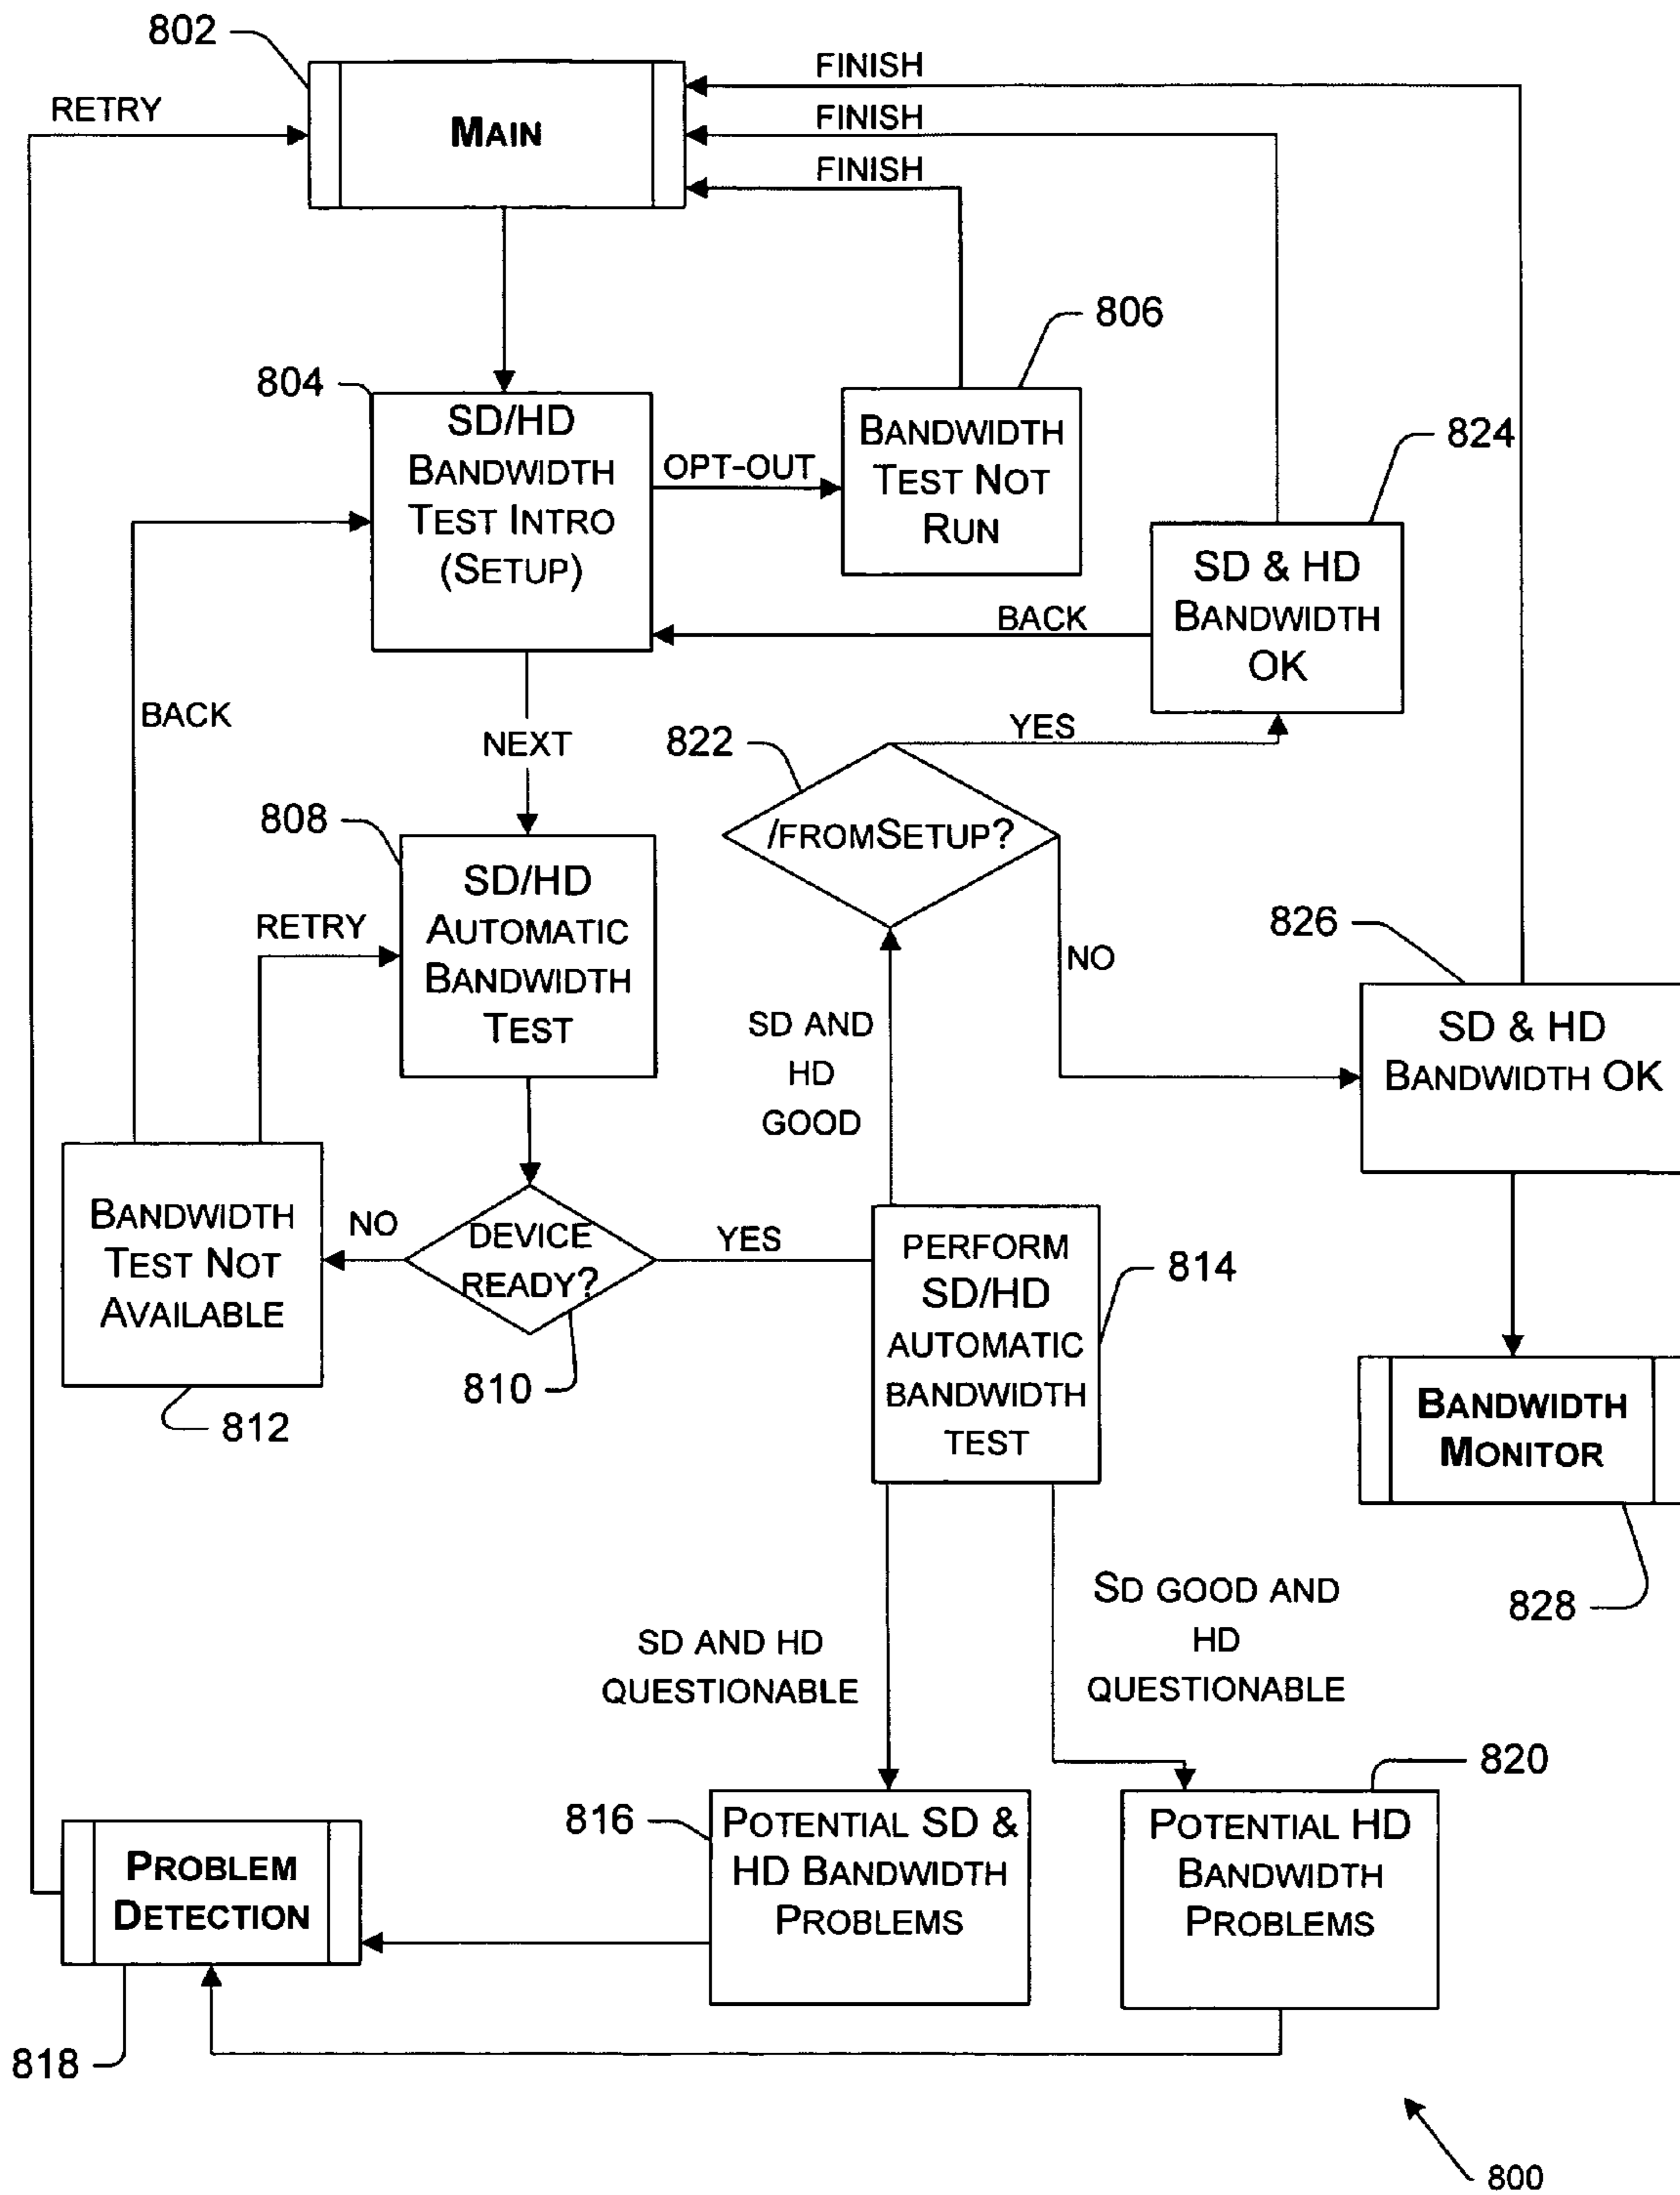 802
FINISH
RETRY
MAIN
FINISH
FINISH
806
804
SD/HD
BANDWIDTH
TEST INTRO
(SETUP)
OPT-OUT
BANDWIDTH
TEST NOT
RUN
824
SD & HD
BANDWIDTH
OK
BACK
BACK
NEXT
822
YES
/FROMSETUP?
808
SD/HD
AUTOMATIC
BANDWIDTH
TEST
RETRY
NO
826
SD AND
HD
GOOD
SD & HD
BANDWIDTH OK
BANDWIDTH
TEST NOT
AVAILABLE
NO
DEVICE
READY?
YES
PERFORM
SD/HD
AUTOMATIC
BANDWIDTH
TEST
814
810
812
BANDWIDTH
MONITOR
828
SD AND HD
QUESTIONABLE
SD GOOD AND
HD
QUESTIONABLE
820
816
POTENTIAL SD &
HD BANDWIDTH
PROBLEMS
POTENTIAL HD
BANDWIDTH
PROBLEMS
PROBLEM
DETECTION
818
800